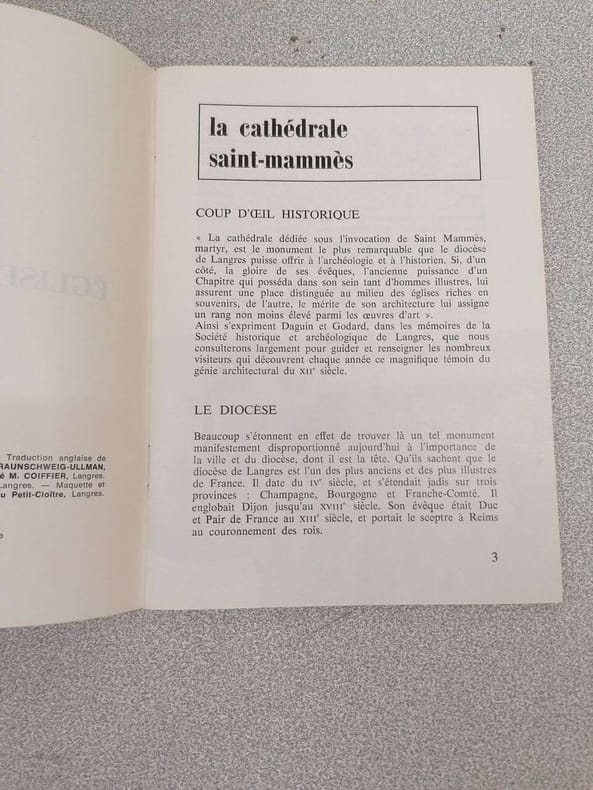 Traduction anglaise de
RAUNSCHWEIG-ULLMAN,
é M. COIFFIER, Langres.
Langres. — Maquette et
u Petit-Cloître, Langres.
e
la cathédrale
saint-mammès
COUP D'ŒIL HISTORIQUE
« La cathédrale dédiée sous l'invocation de Saint Mammès,
martyr, est le monument le plus remarquable que le diocèse
de Langres puisse offrir à l'archéologie et à l'historien. Si, d'un
côté, la gloire de ses évêques, l'ancienne puissance d'un
Chapitre qui posséda dans son sein tant d'hommes illustres, lui
assurent une place distinguée au milieu des églises riches en
souvenirs, de l'autre, le mérite de son architecture lui assigne
un rang non moins élevé parmi les œuvres d'art ».
Ainsi s'expriment Daguin et Godard, dans les mémoires de la
Société historique et archéologique de Langres, que nous
consulterons largement pour guider et renseigner les nombreux
visiteurs qui découvrent chaque année ce magnifique témoin du
génie architectural du XIIe siècle.
LE DIOCÈSE
Beaucoup s'étonnent en effet de trouver là un tel monument
manifestement disproportionné aujourd'hui à l'importance de
la ville et du diocèse, dont il est la tête. Qu'ils sachent que le
diocèse de Langres est l'un des plus anciens et des plus illustres
de France. Il date du IVe siècle, et s'étendait jadis sur trois
provinces : Champagne, Bourgogne et Franche-Comté. Il
englobait Dijon jusqu'au XVIIIe siècle. Son évêque était Duc
et Pair de France au XIIIe siècle, et portait le sceptre à Reims
au couronnement des rois.
3